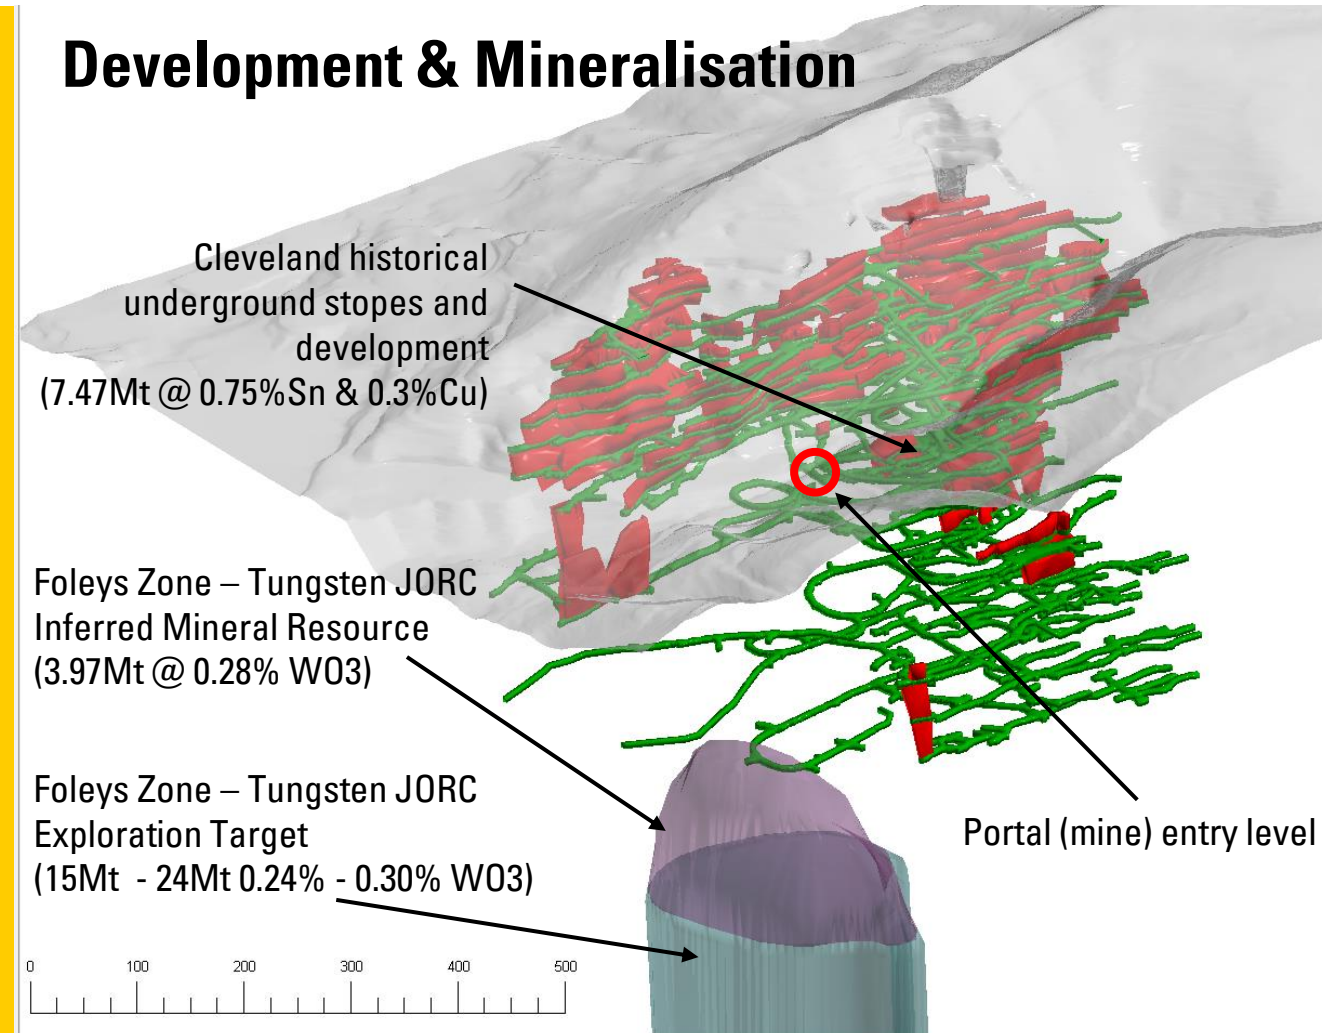 Development & Mineralisation
Cleveland historical
underground stopes and
development
(7.47Mt @ 0.75%Sn & 0.3%Cu)
Foleys Zone – Tungsten JORC
Inferred Mineral Resource
(3.97Mt @ 0.28% WO3)
Foleys Zone – Tungsten JORC
Exploration Target
(15Mt - 24Mt 0.24% - 0.30% WO3)
Portal (mine) entry level
0 100 200 300 400 500